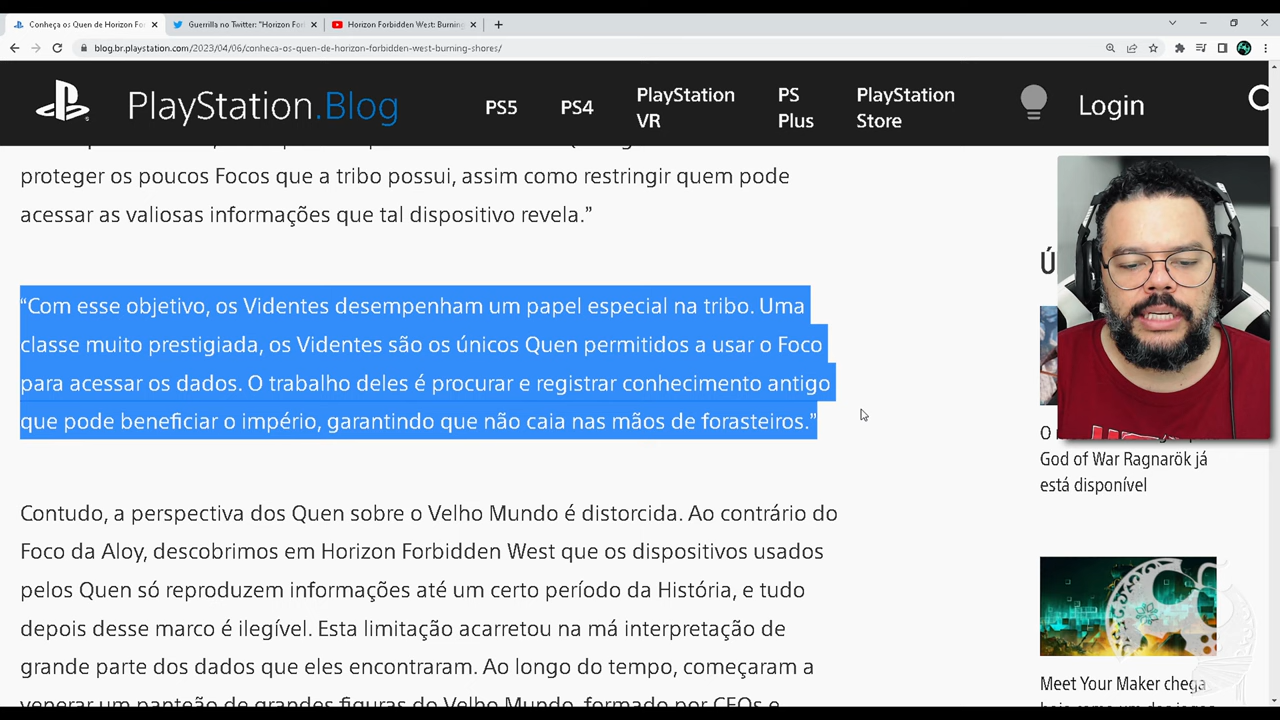 Conheça os Quen de Horizon Fo
Guerrilla no Twitter: "Horizon For
Horizon Forbidden West: Burning
blog.br.playstation.com/2023/04/06/conheca-os-quen-de-horizon-forbidden-west-burning-shores/
PlayStation.Blog
PS5
PS4
PlayStation
VR
PS
Plus
PlayStation
Store
Login
proteger os poucos Focos que a tribo possui, assim como restringir quem pode
acessar as valiosas informações que tal dispositivo revela.”
“Com esse objetivo, os Videntes desempenham um papel especial na tribo. Uma
classe muito prestigiada, os Videntes são os únicos Quen permitidos a usar o Foco
para acessar os dados. O trabalho deles é procurar e registrar conhecimento antigo
que pode beneficiar o império, garantindo que não caia nas mãos de forasteiros.”
Contudo, a perspectiva dos Quen sobre o Velho Mundo é distorcida. Ao contrário do
Foco da Aloy, descobrimos em Horizon Forbidden West que os dispositivos usados
pelos Quen só reproduzem informações até um certo período da História, e tudo
depois desse marco é ilegível. Esta limitação acarretou na má interpretação de
grande parte dos dados que eles encontraram. Ao longo do tempo, começaram a
venerar um panteão de grandes figuras do Velho Mundo, formado por CEOs e
Ú
O
God of War Ragnarök já
está disponível
Meet Your Maker chega
hoje como um dos jogos